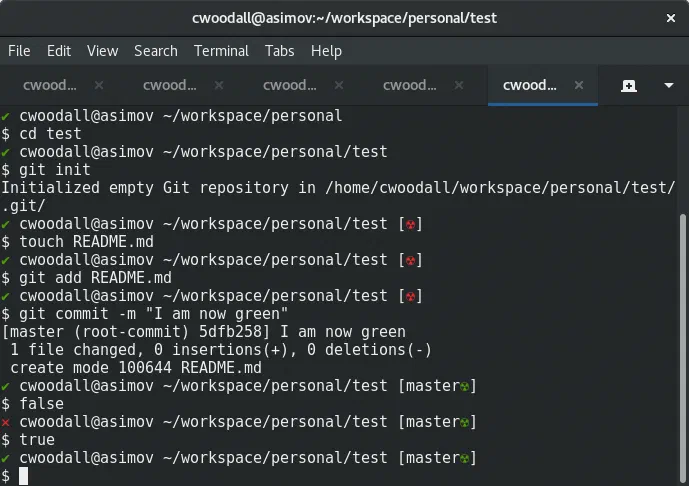 cwoodall@asimov:~/workspace/personal/test
File Edit View Search Terminal Tabs Help
cwood... × cwood... × cwood... × cwood... × cwood... ×
✔ cwoodall@asimov ~/workspace/personal
$ cd test
✔ cwoodall@asimov ~/workspace/personal/test
$ git init
Initialized empty Git repository in /home/cwoodall/workspace/personal/test/
.git/
✔ cwoodall@asimov ~/workspace/personal/test [☢]
$ touch README.md
✔ cwoodall@asimov ~/workspace/personal/test [☢]
$ git add README.md
✔ cwoodall@asimov ~/workspace/personal/test [☢]
$ git commit -m "I am now green"
[master (root-commit) 5dfb258] I am now green
 1 file changed, 0 insertions(+), 0 deletions(-)
 create mode 100644 README.md
✔ cwoodall@asimov ~/workspace/personal/test [master☢]
$ false
✗ cwoodall@asimov ~/workspace/personal/test [master☢]
$ true
✔ cwoodall@asimov ~/workspace/personal/test [master☢]
$